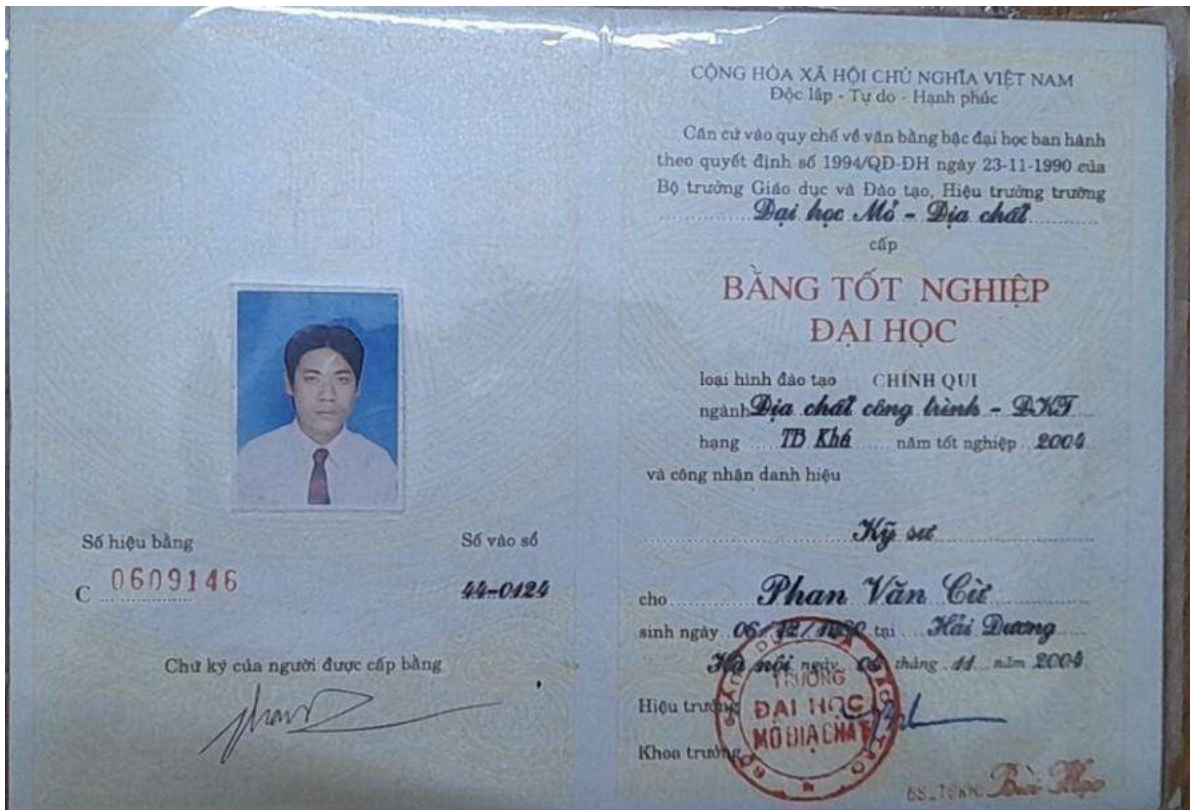 Số hiệu bằng
C 0609146
Số vào sổ
44-0124
Chữ ký của người được cấp bằng
CỘNG HÒA XÃ HỘI CHỦ NGHĨA VIỆT NAM
Độc lập - Tự do - Hạnh phúc
Căn cứ vào quy chế về văn bằng bậc đại học ban hành
theo quyết định số 1994/QD-ĐH ngày 23-11-1990 của
Bộ trưởng Giáo dục và Đào tạo, Hiệu trưởng trường
Đại học Mỏ - Địa chất
cấp
BẰNG TỐT NGHIỆP
ĐẠI HỌC
loại hình đào tạo CHÍNH QUI
ngành Địa chất công trình - ĐKT
hạng TB Khá năm tốt nghiệp 2004
và công nhận danh hiệu
Kỹ sư
cho Phan Văn Cừ
sinh ngày 06/12/ tại Hải Dương
Hà nội ngày tháng 11 năm 2004
Hiệu trưởng
Khoa trưởng
TRƯỜNG
ĐẠI HỌC
MỎ ĐỊA CHẤT